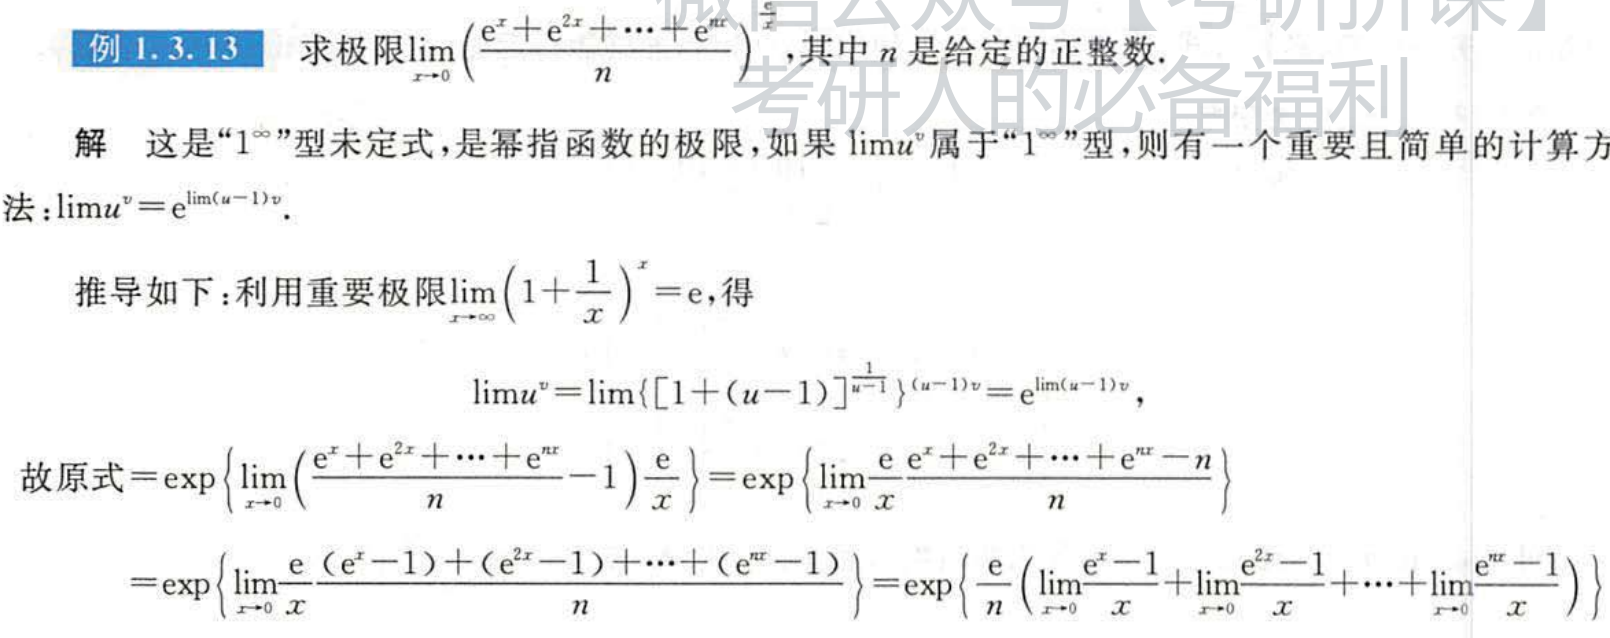 微信公众号【考研折课】
考研人的必备福利
例 1.3.13 求极限$\lim_{x\to 0}\left(\frac{e^x+e^{2x}+\cdots+e^{nx}}{n}\right)^{\frac{e}{x}}$,其中 n 是给定的正整数.
解 这是“$1^\infty$”型未定式,是幂指函数的极限,如果 $\lim u^v$属于“$1^\infty$”型,则有一个重要且简单的计算方
法:$\lim u^v=e^{\lim(u-1)v}$.
推导如下:利用重要极限$\lim_{x\to\infty}\left(1+\frac{1}{x}\right)^x=e$,得
$\lim u^v=\lim\{[1+(u-1)]^{\frac{1}{u-1}}\}^{(u-1)v}=e^{\lim(u-1)v}$,
故原式$=\exp\left\{\lim_{x\to 0}\left(\frac{e^x+e^{2x}+\cdots+e^{nx}}{n}-1\right)\frac{e}{x}\right\}=\exp\left\{\lim_{x\to 0}\frac{e}{x}\frac{e^x+e^{2x}+\cdots+e^{nx}-n}{n}\right\}$
$=\exp\left\{\lim_{x\to 0}\frac{e}{x}\frac{(e^x-1)+(e^{2x}-1)+\cdots+(e^{nx}-1)}{n}\right\}=\exp\left\{\frac{e}{n}\left(\lim_{x\to 0}\frac{e^x-1}{x}+\lim_{x\to 0}\frac{e^{2x}-1}{x}+\cdots+\lim_{x\to 0}\frac{e^{nx}-1}{x}\right)\right\}$